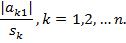 |a_{k1}| / s_k, k = 1,2, … n.